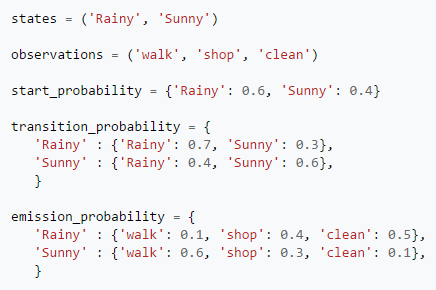 states = ('Rainy', 'Sunny')
observations = ('walk', 'shop', 'clean')
start_probability = {'Rainy': 0.6, 'Sunny': 0.4}
transition_probability = {
   'Rainy' : {'Rainy': 0.7, 'Sunny': 0.3},
   'Sunny' : {'Rainy': 0.4, 'Sunny': 0.6},
   }
emission_probability = {
   'Rainy' : {'walk': 0.1, 'shop': 0.4, 'clean': 0.5},
   'Sunny' : {'walk': 0.6, 'shop': 0.3, 'clean': 0.1},
   }